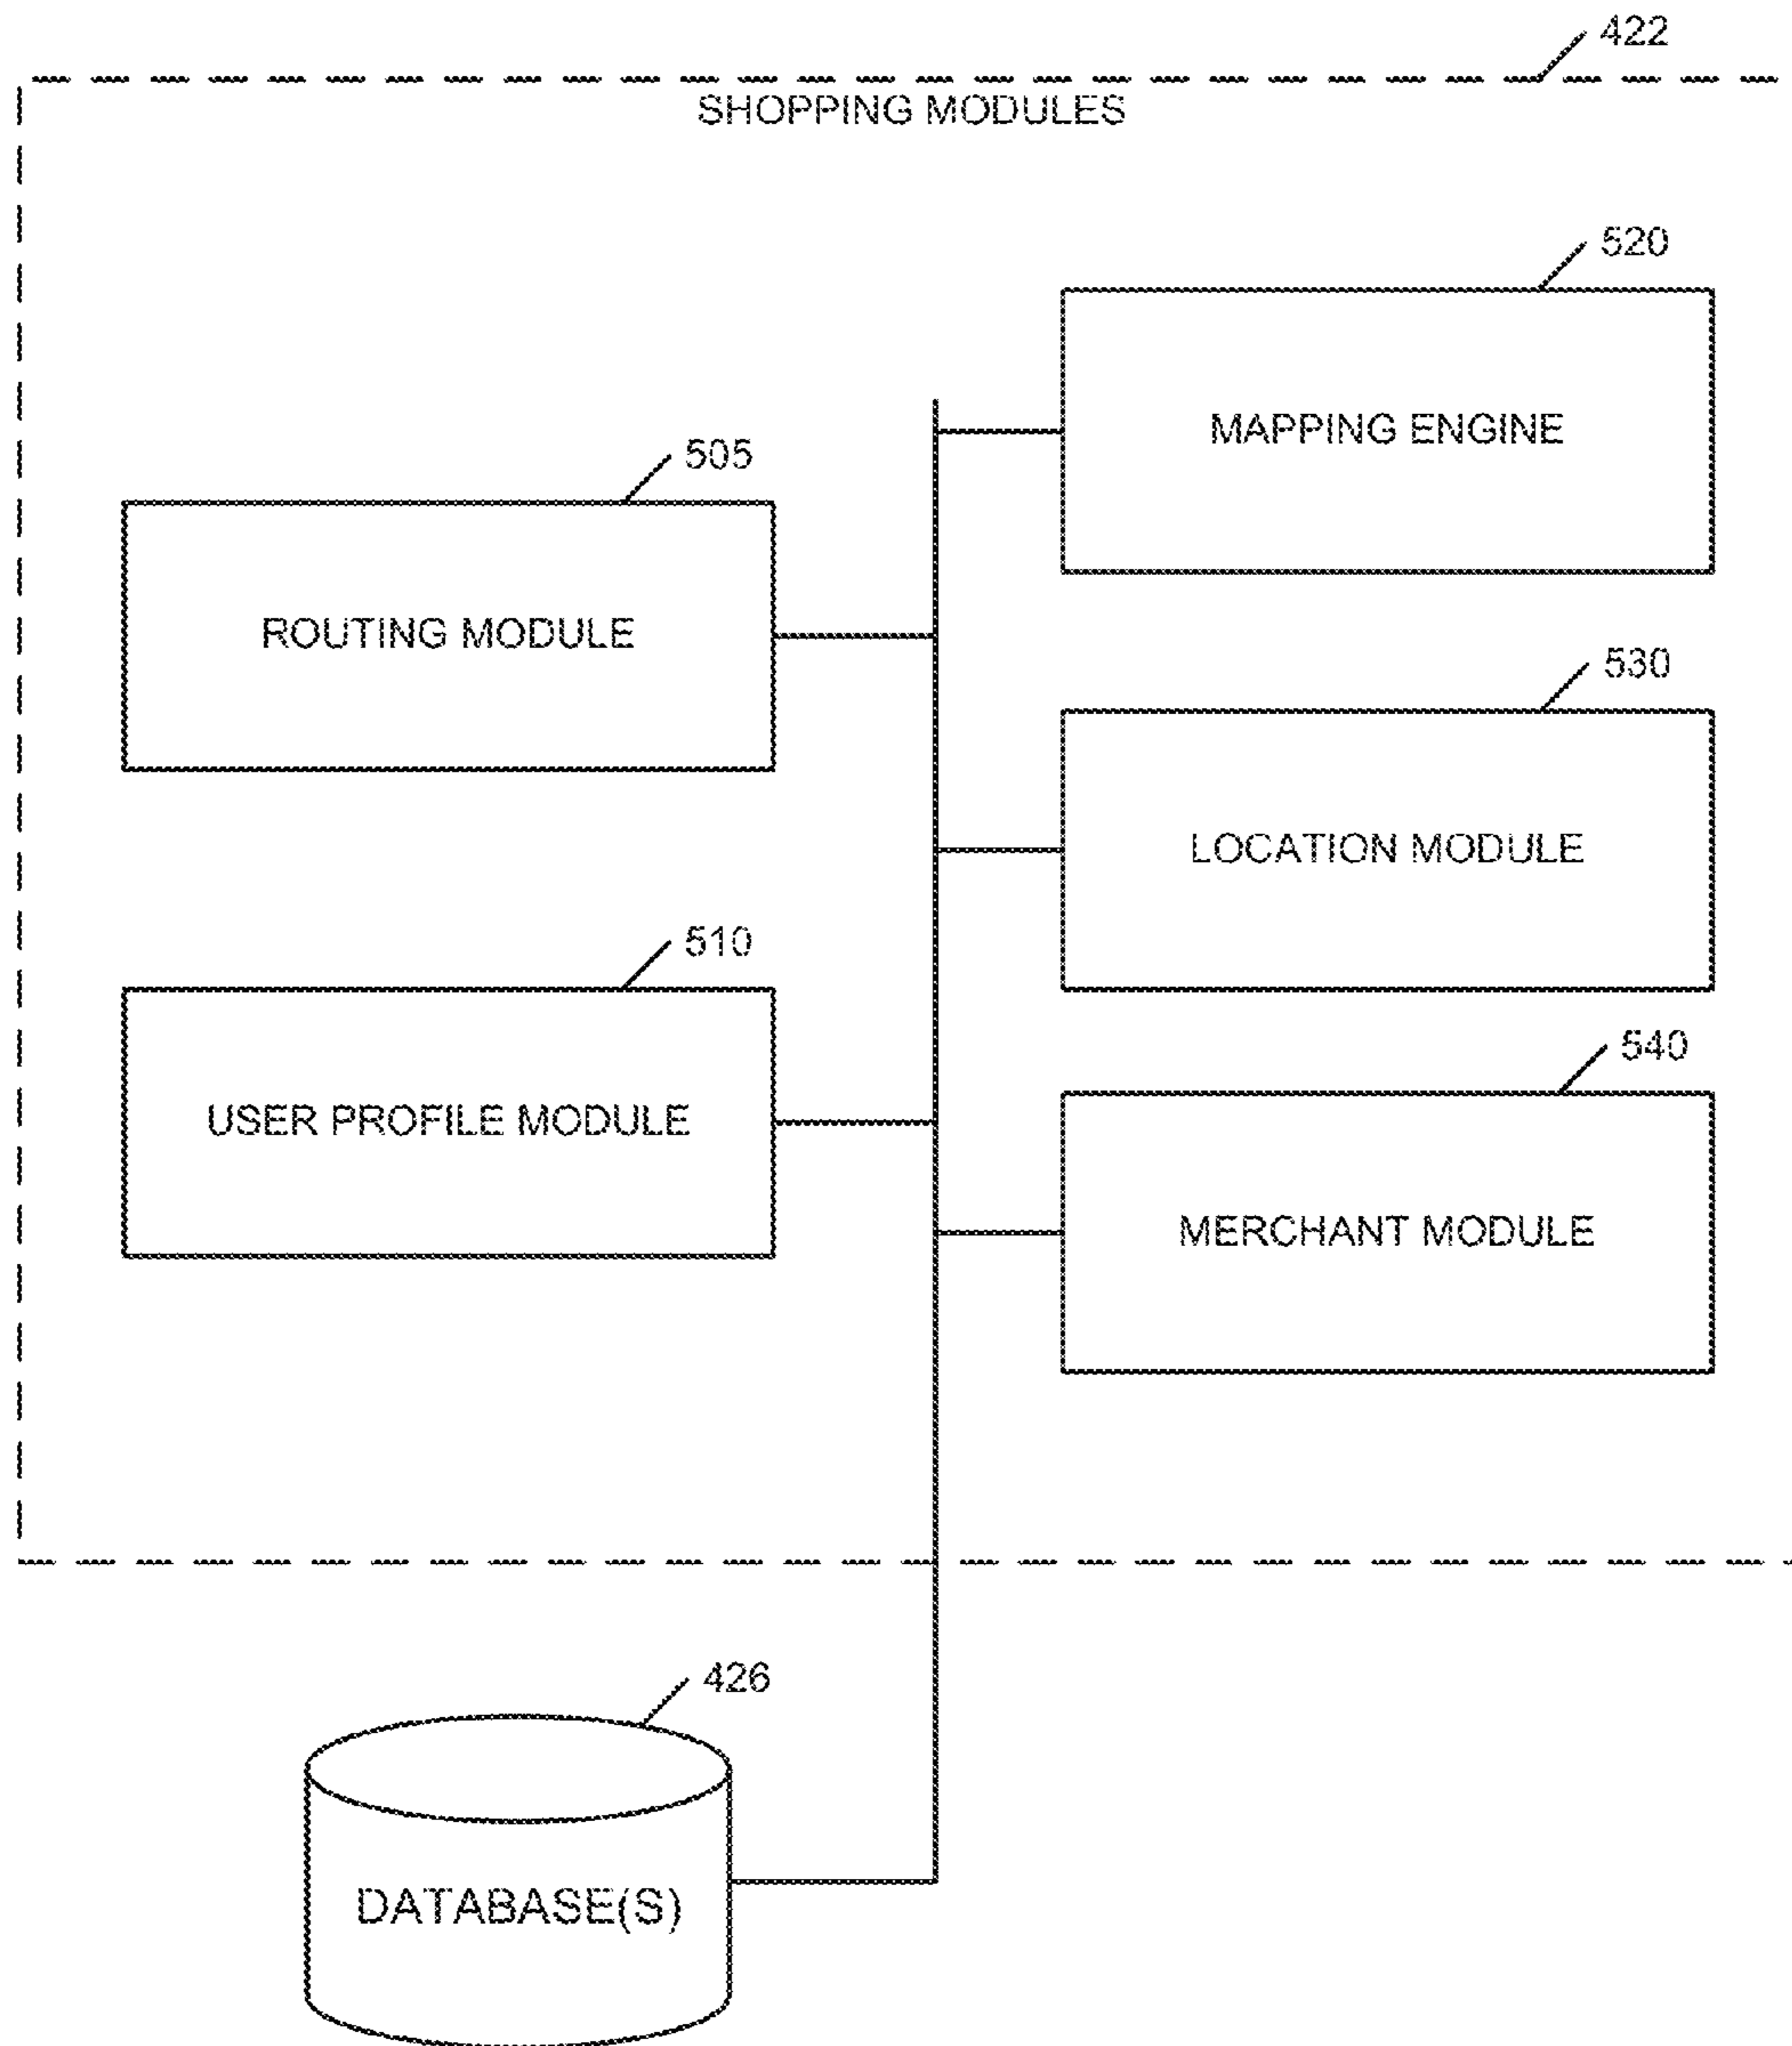 422
SHOPPING MODULES
520
MAPPING ENGINE
505
ROUTING MODULE
530
LOCATION MODULE
510
USER PROFILE MODULE
540
MERCHANT MODULE
426
DATABASE(S)